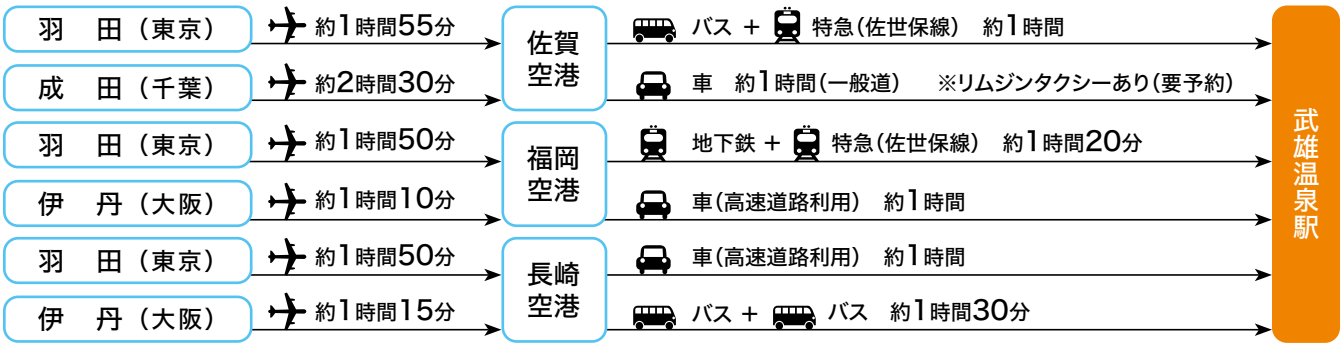 羽 田（東京） 約1時間55分
成 田（千葉） 約2時間30分
佐賀
空港
バス + 特急（佐世保線） 約1時間
車 約1時間（一般道） ※リムジンタクシーあり（要予約）
羽 田（東京） 約1時間50分
伊 丹（大阪） 約1時間10分
福岡
空港
地下鉄 + 特急（佐世保線） 約1時間20分
車（高速道路利用） 約1時間
羽 田（東京） 約1時間50分
伊 丹（大阪） 約1時間15分
長崎
空港
車（高速道路利用） 約1時間
バス + バス 約1時間30分
武雄温泉駅